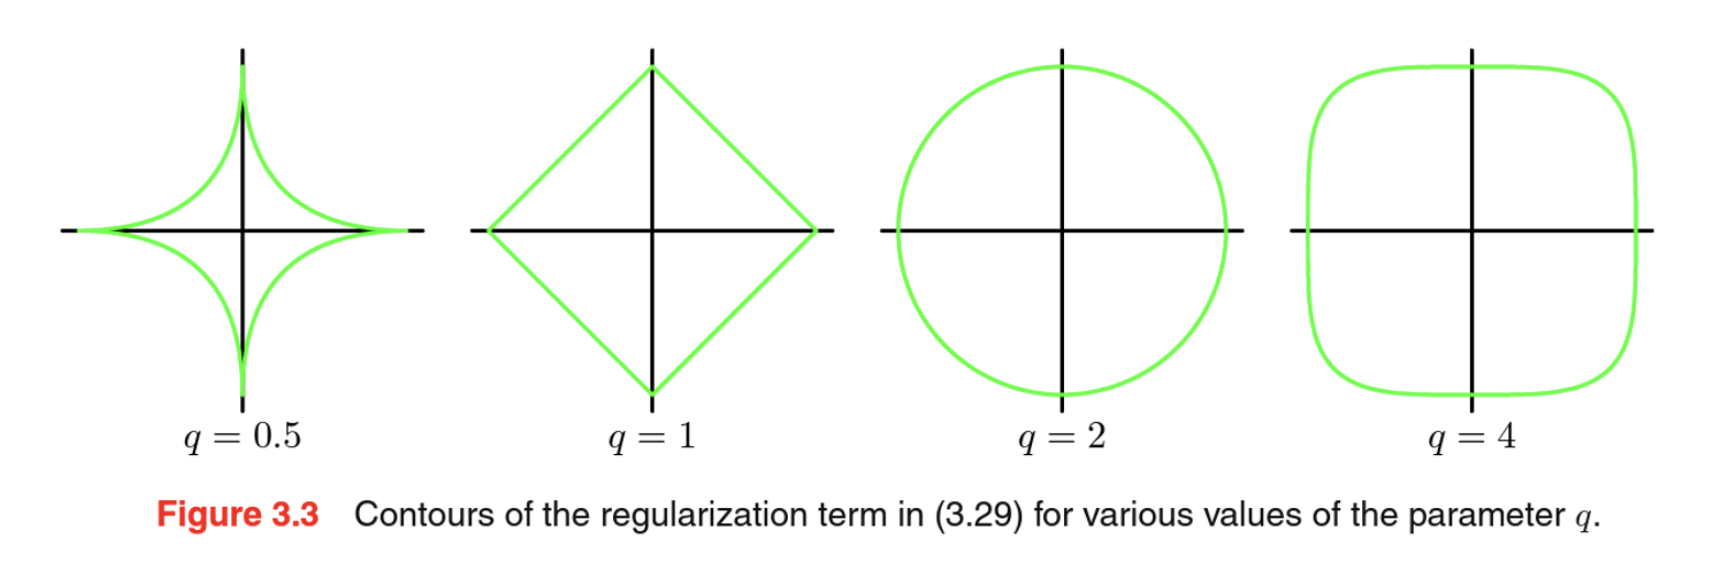 q = 0.5 q = 1 q = 2 q = 4
Figure 3.3 Contours of the regularization term in (3.29) for various values of the parameter q.